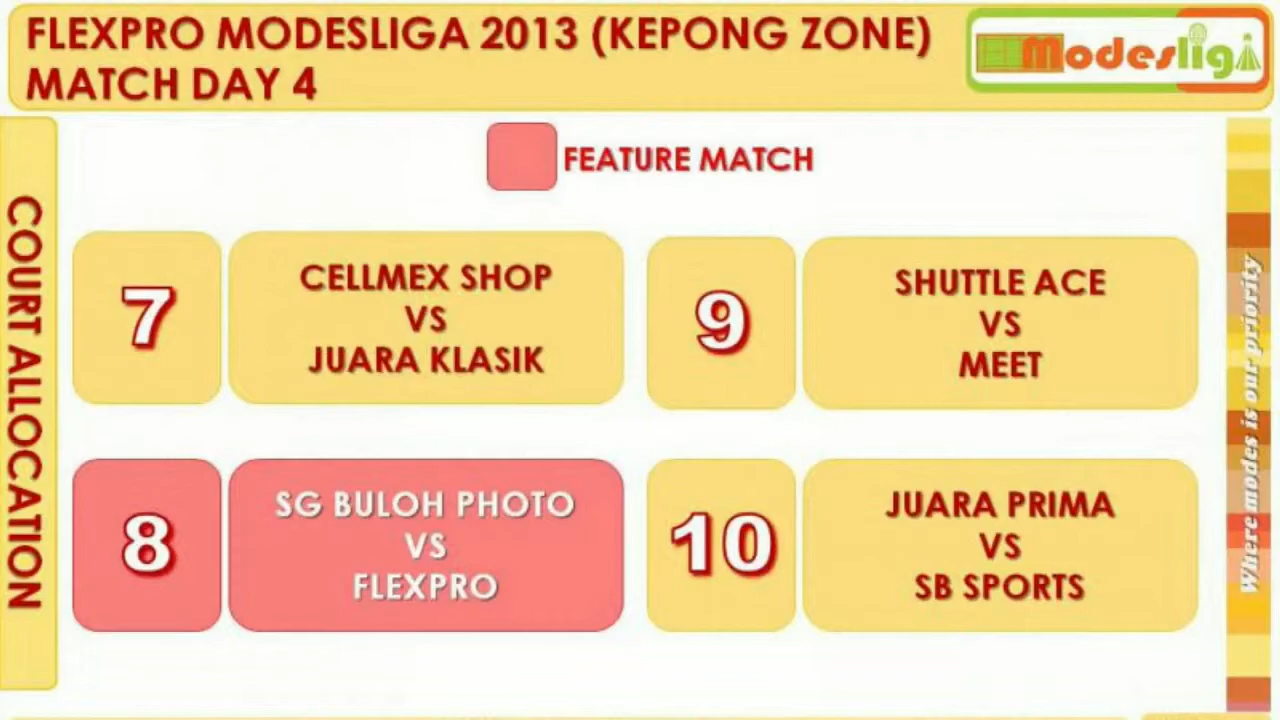 FLEXPRO MODESLIGA 2013 (KEPONG ZONE)
MATCH DAY 4
Modesliga
FEATURE MATCH
COURT ALLOCATION
7
CELLMEX SHOP
VS
JUARA KLASIK
9
SHUTTLE ACE
VS
MEET
8
SG BULOH PHOTO
VS
FLEXPRO
10
JUARA PRIMA
VS
SB SPORTS
Where modes is our priority